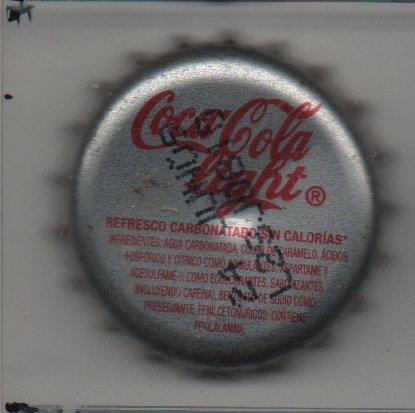 Coca-Cola
light®
REFRESCO CARBONATADO SIN CALORÍAS*
INGREDIENTES: AGUA CARBONATADA, COLOR DE CARAMELO, ÁCIDOS
FOSFÓRICO Y CÍTRICO COMO ACIDULANTES, ASPARTAME Y
ACESULFAME-K COMO EDULCORANTES, SABORIZANTES
(INCLUYENDO CAFEÍNA), BENZOATO DE SODIO COMO
PRESERVANTE. FENILCETONÚRICOS: CONTIENE
FENILALANINA.